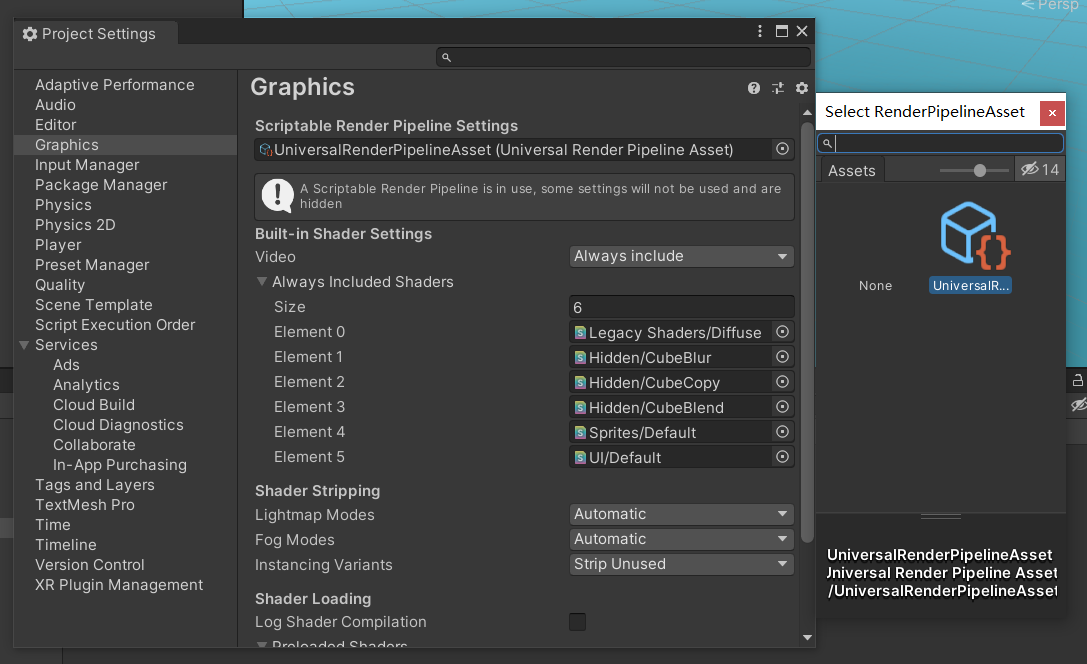 Persp
Project Settings
Adaptive Performance
Audio
Editor
Graphics
Input Manager
Package Manager
Physics
Physics 2D
Player
Preset Manager
Quality
Scene Template
Script Execution Order
Services
Ads
Analytics
Cloud Build
Cloud Diagnostics
Collaborate
In-App Purchasing
Tags and Layers
TextMesh Pro
Time
Timeline
Version Control
XR Plugin Management
Graphics
Scriptable Render Pipeline Settings
UniversalRenderPipelineAsset (Universal Render Pipeline Asset)
A Scriptable Render Pipeline is in use, some settings will not be used and are
hidden
Built-in Shader Settings
Video Always include
Always Included Shaders
Size 6
Element 0 Legacy Shaders/Diffuse
Element 1 Hidden/CubeBlur
Element 2 Hidden/CubeCopy
Element 3 Hidden/CubeBlend
Element 4 Sprites/Default
Element 5 UI/Default
Shader Stripping
Lightmap Modes Automatic
Fog Modes Automatic
Instancing Variants Strip Unused
Shader Loading
Log Shader Compilation
Preloaded Shaders
Select RenderPipelineAsset
Assets 14
None UniversalR...
UniversalRenderPipelineAsset
Universal Render Pipeline Asset
/UniversalRenderPipelineAsset